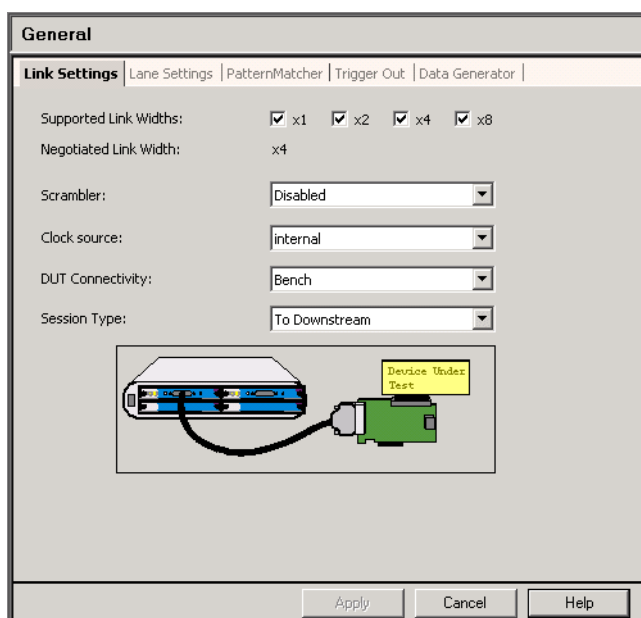 General
Link Settings Lane Settings PatternMatcher Trigger Out Data Generator
Supported Link Widths: x1 x2 x4 x8
Negotiated Link Width: x4
Scrambler: Disabled
Clock source: internal
DUT Connectivity: Bench
Session Type: To Downstream
Device Under
Test
Apply Cancel Help